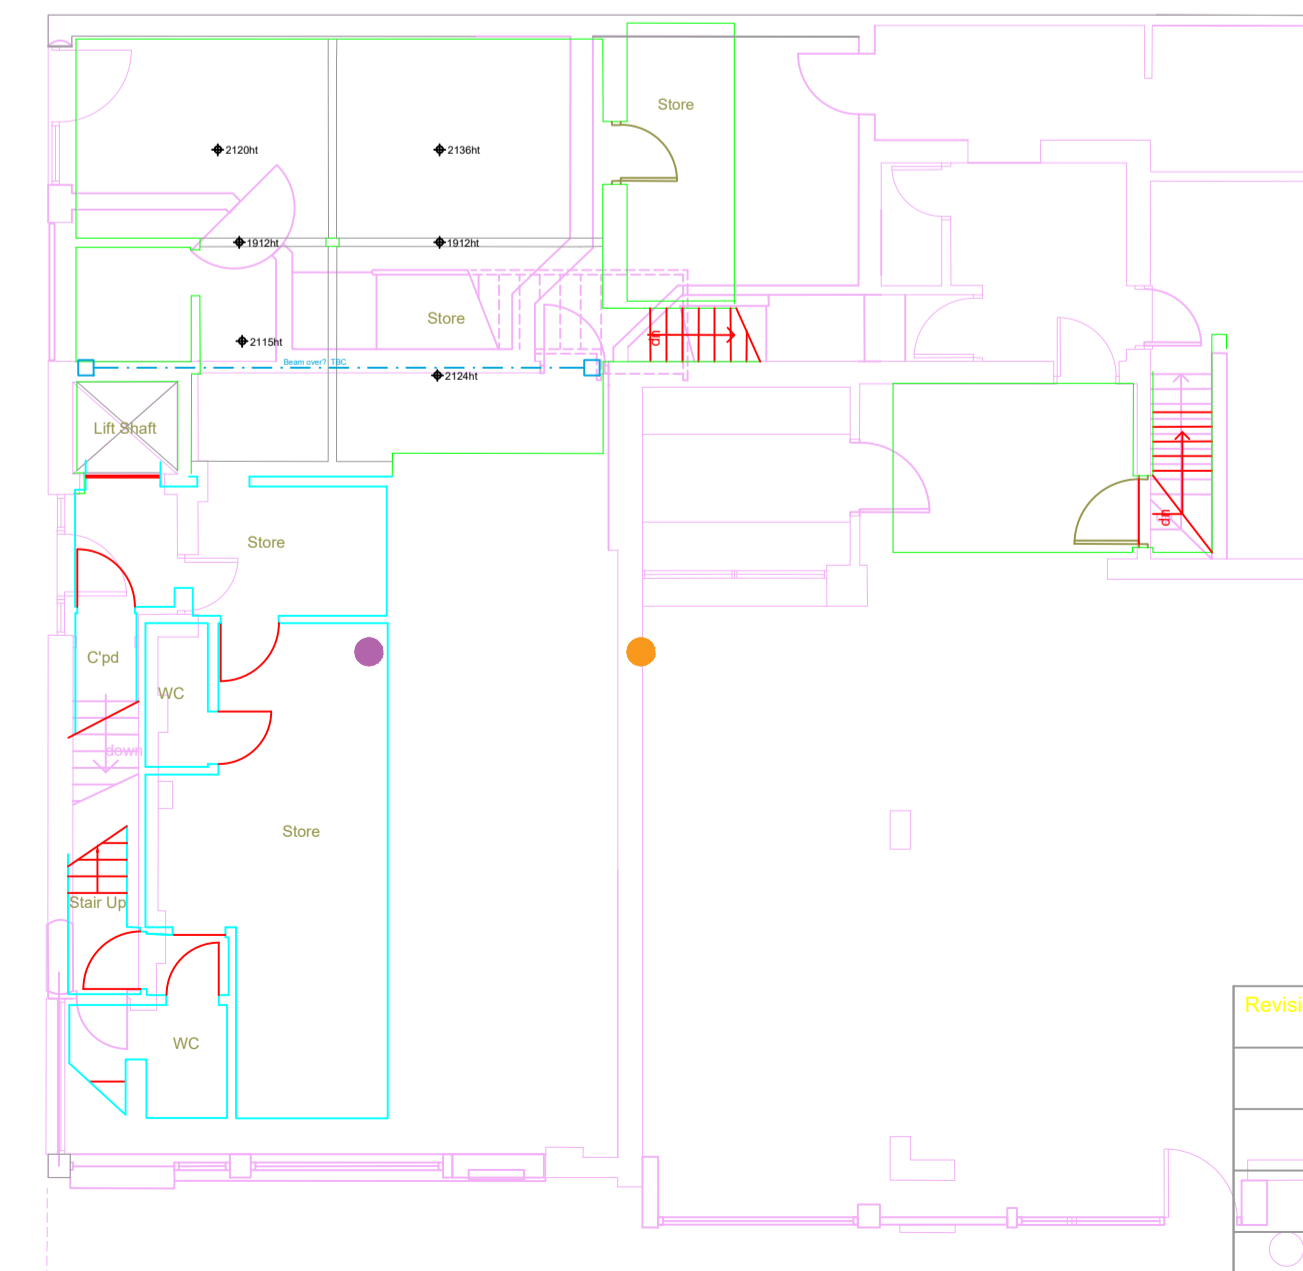 Store
2120ht
2136ht
1912ht
1912ht
Store
dn
2115ht
Beam over? TBC
2124ht
Lift Shaft
dn
Store
C'pd
WC
down
Store
Stair Up
Revisi
WC